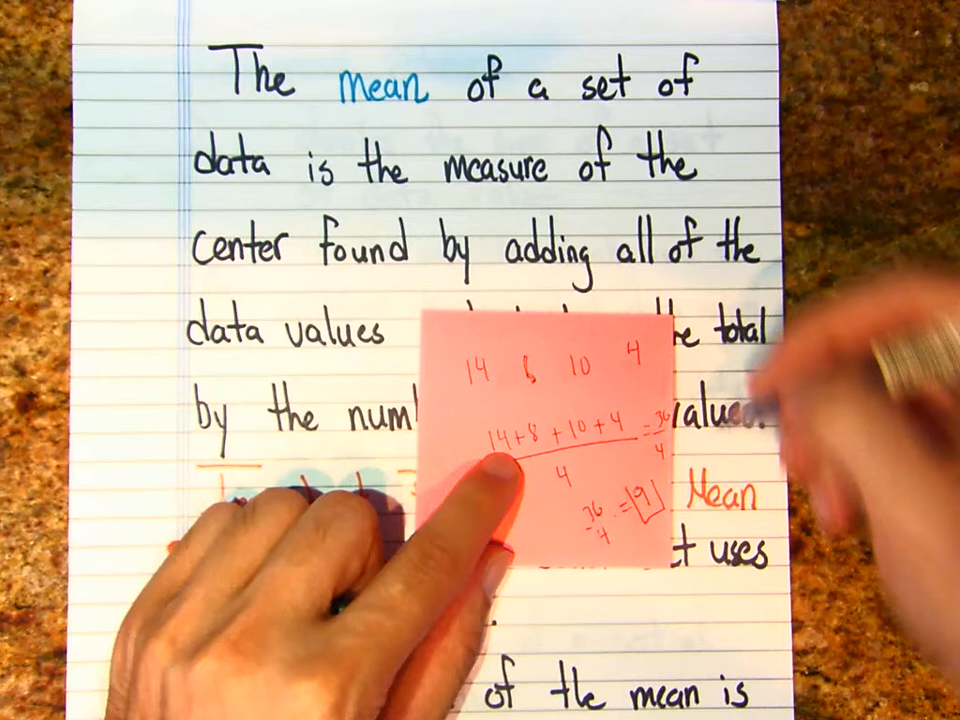 The mean of a set of
data is the measure of the
center found by adding all of the
data values the total
by the values.
14 8 10 4
14+8+10+4 = 36/4
4
36/4 = 9
Mean
uses
of the mean is